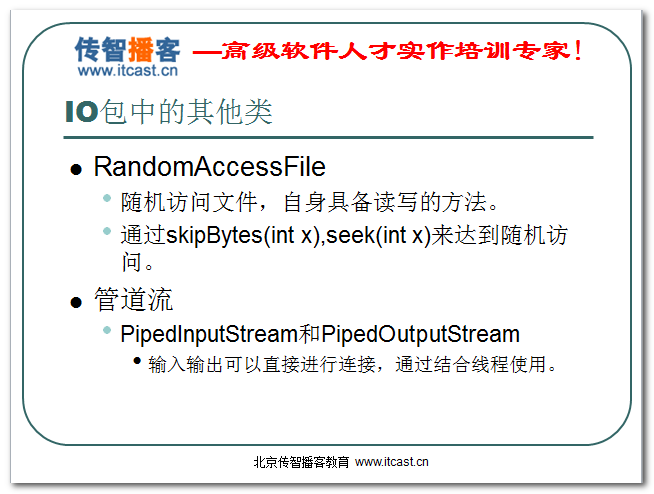 传智播客 —高级软件人才实作培训专家!
www.itcast.cn
IO包中的其他类
RandomAccessFile
随机访问文件，自身具备读写的方法。
通过skipBytes(int x),seek(int x)来达到随机访
问。
管道流
PipedInputStream和PipedOutputStream
输入输出可以直接进行连接，通过结合线程使用。
北京传智播客教育 www.itcast.cn